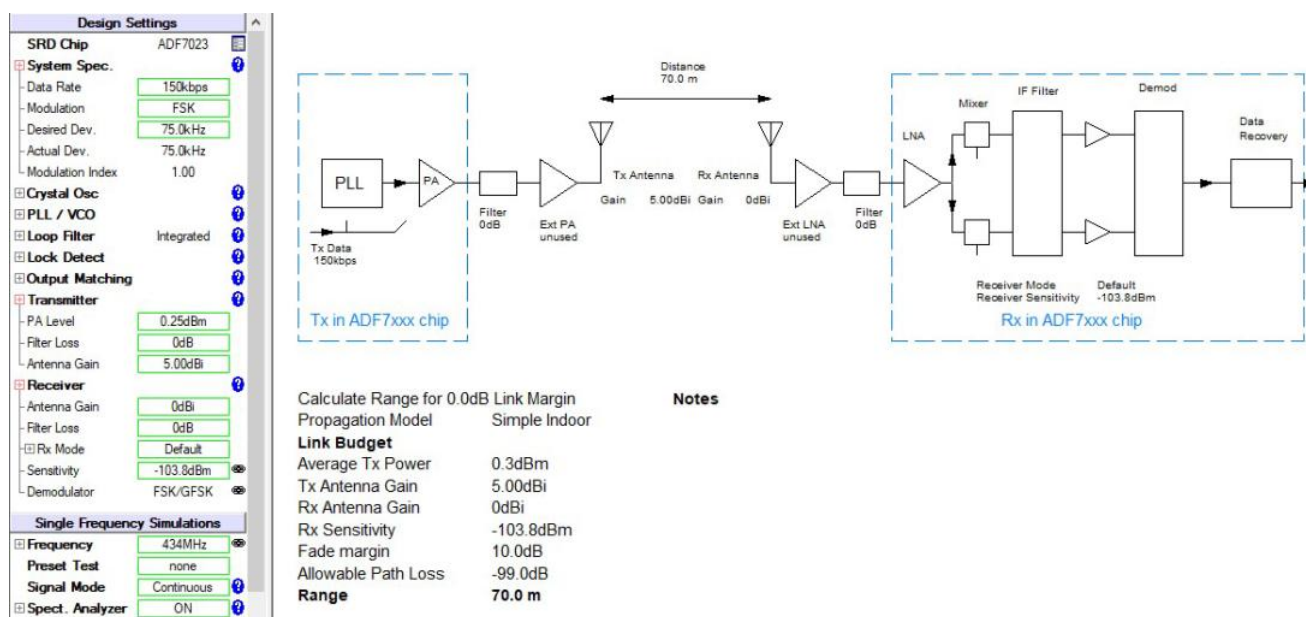 Design Settings
SRD Chip ADF7023
System Spec.
Data Rate 150kbps
Modulation FSK
Desired Dev. 75.0kHz
Actual Dev. 75.0kHz
Modulation Index 1.00
Crystal Osc
PLL / VCO
Loop Filter Integrated
Lock Detect
Output Matching
Transmitter
PA Level 0.25dBm
Filter Loss 0dB
Antenna Gain 5.00dBi
Receiver
Antenna Gain 0dBi
Filter Loss 0dB
Rx Mode Default
Sensitivity -103.8dBm
Demodulator FSK/GFSK
Single Frequency Simulations
Frequency 434MHz
Preset Test none
Signal Mode Continuous
Spect. Analyzer ON
Distance
70.0 m
PLL
PA
Tx Data
150kbps
Filter
0dB
Ext PA
unused
Tx Antenna
Gain 5.00dBi
Rx Antenna
Gain 0dBi
Ext LNA
unused
Filter
0dB
LNA
Mixer
IF Filter
Demod
Data
Recovery
Receiver Mode Default
Receiver Sensitivity -103.8dBm
Tx in ADF7xxx chip
Rx in ADF7xxx chip
Calculate Range for 0.0dB Link Margin
Notes
Propagation Model Simple Indoor
Link Budget
Average Tx Power 0.3dBm
Tx Antenna Gain 5.00dBi
Rx Antenna Gain 0dBi
Rx Sensitivity -103.8dBm
Fade margin 10.0dB
Allowable Path Loss -99.0dB
Range 70.0 m